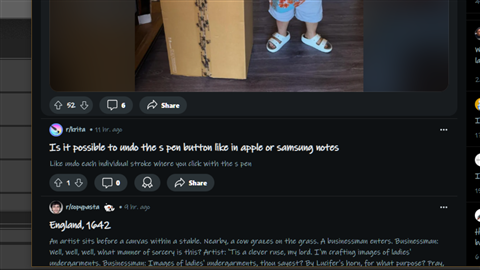 52
6
Share
r/krita • 11 hr. ago
Is it possible to undo the s pen button like in apple or samsung notes
Like undo each individual stroke where you click with the s pen
1
0
Share
• 9 hr. ago
England, 1642
An artist sits before a canvas within a stable. Nearby, a cow grazes on the grass. A businessman enters. Businessman:
Well, well, well, what manner of sorcery is this? Artist: 'Tis a clever ruse, my lord. I'm crafting images of ladies'
undergarments. Businessman: Images of ladies' undergarments, thou sayest? By Lucifer's horn, for what purpose? Pray,